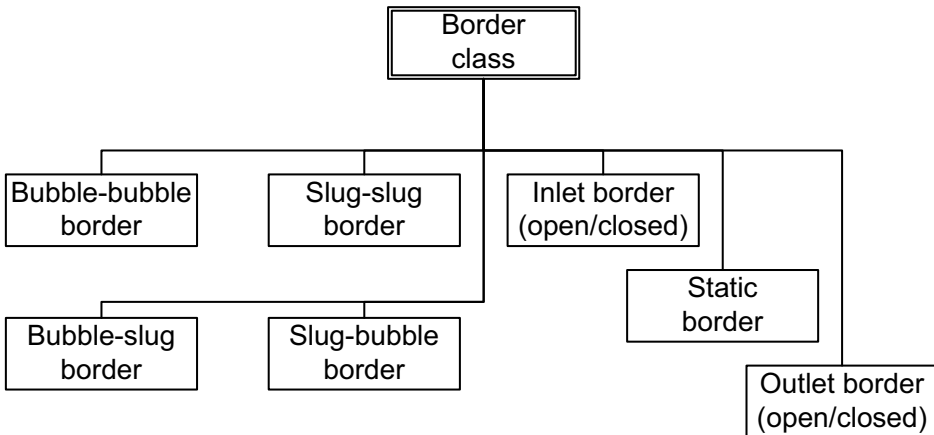 Border
class
Bubble-bubble
border
Slug-slug
border
Inlet border
(open/closed)
Static
border
Bubble-slug
border
Slug-bubble
border
Outlet border
(open/closed)